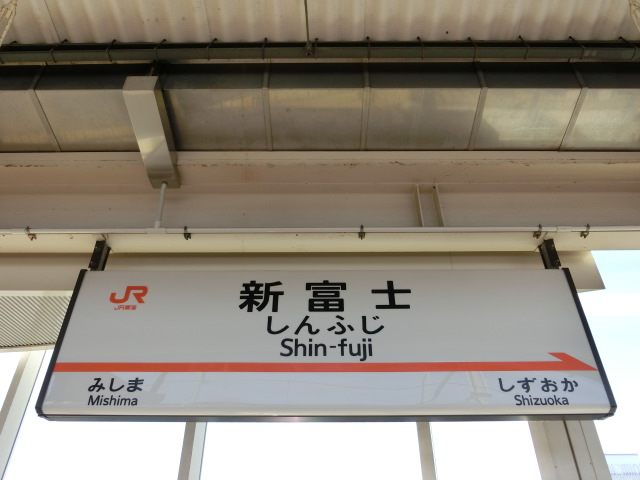 JR
JR東海
新富士
しんふじ
Shin-fuji
みしま
Mishima
しずおか
Shizuoka